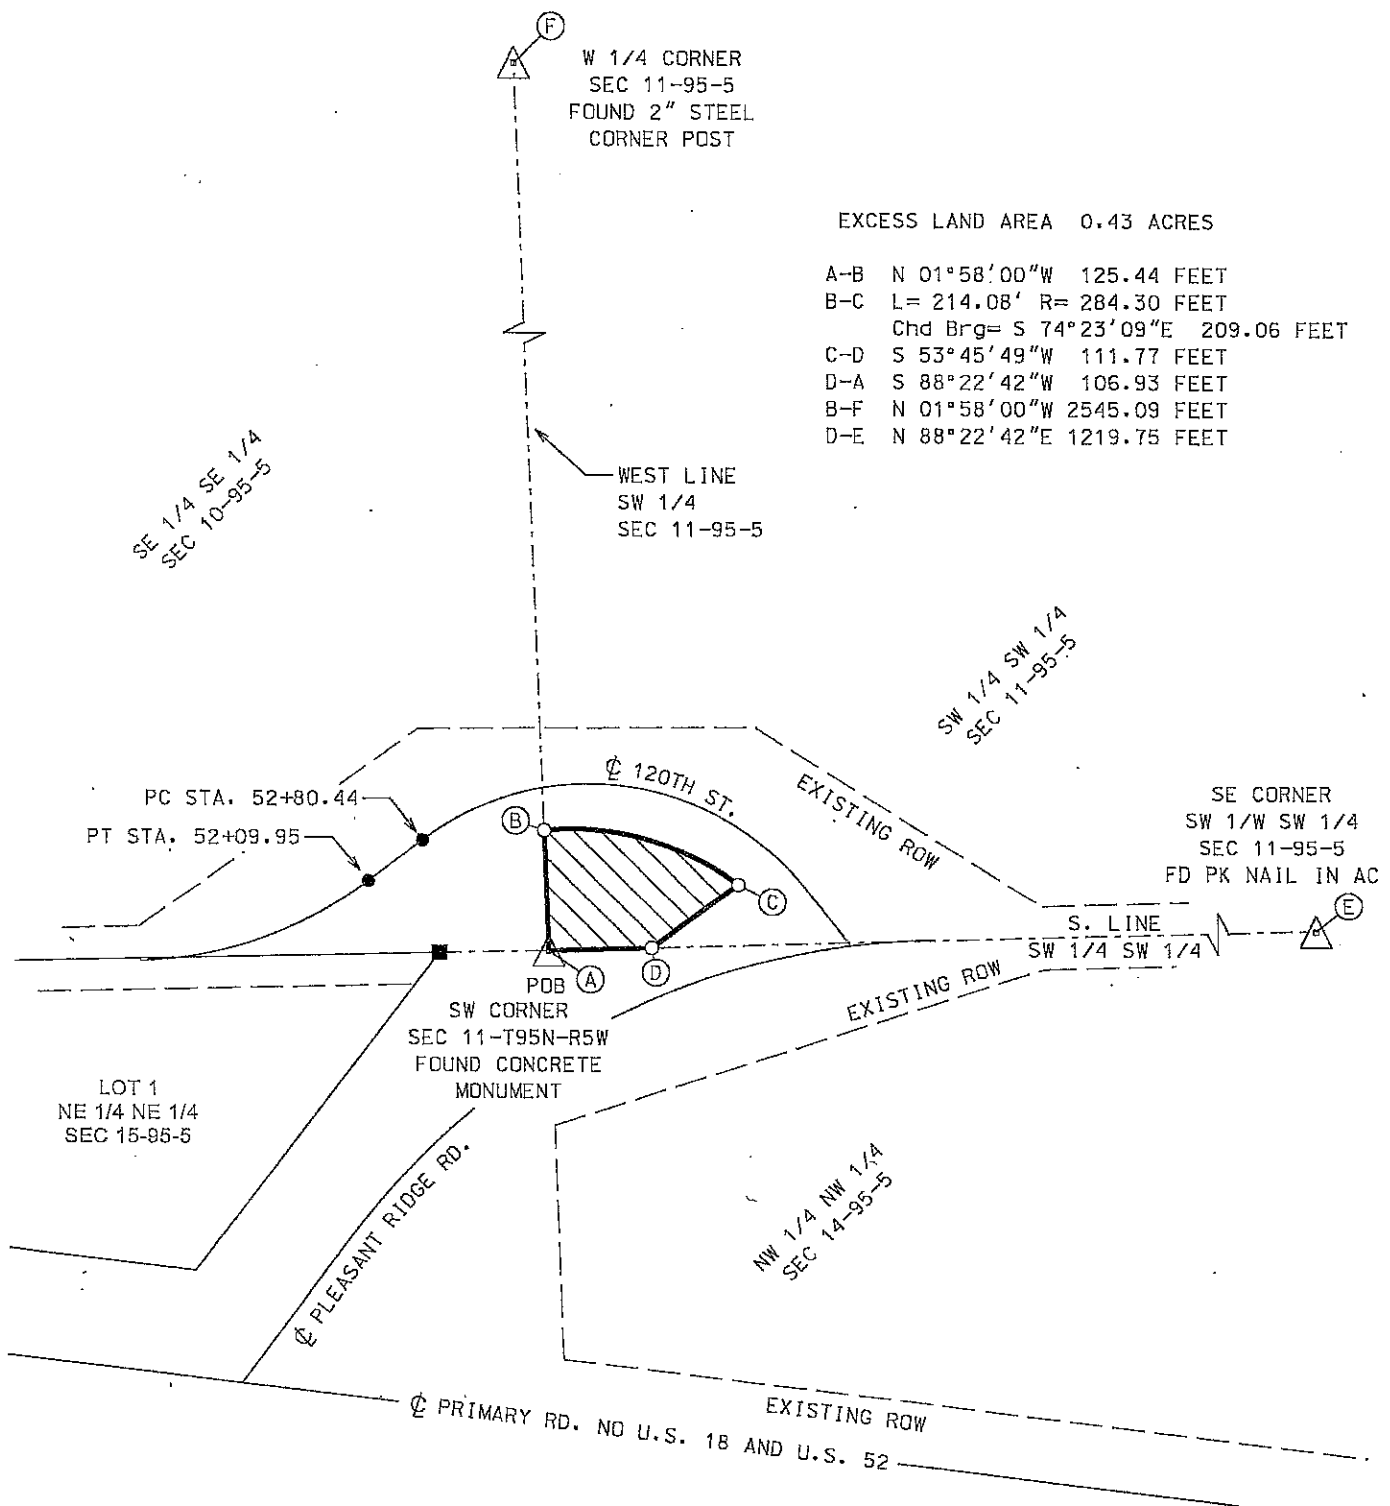 F
W 1/4 CORNER
SEC 11-95-5
FOUND 2" STEEL
CORNER POST
EXCESS LAND AREA 0.43 ACRES
A-B N 01°58'00"W 125.44 FEET
B-C L= 214.08' R= 284.30 FEET
Chd Brg= S 74°23'09"E 209.06 FEET
C-D S 53°45'49"W 111.77 FEET
D-A S 88°22'42"W 106.93 FEET
B-F N 01°58'00"W 2545.09 FEET
D-E N 88°22'42"E 1219.75 FEET
SE 1/4 SE 1/4
SEC 10-95-5
WEST LINE
SW 1/4
SEC 11-95-5
SW 1/4 SW 1/4
SEC 11-95-5
℄ 120TH ST.
EXISTING ROW
PC STA. 52+80.44
PT STA. 52+09.95
B
C
SE CORNER
SW 1/W SW 1/4
SEC 11-95-5
FD PK NAIL IN AC
E
S. LINE
SW 1/4 SW 1/4
A
D
POB
SW CORNER
SEC 11-T95N-R5W
FOUND CONCRETE
MONUMENT
EXISTING ROW
LOT 1
NE 1/4 NE 1/4
SEC 15-95-5
℄ PLEASANT RIDGE RD.
NW 1/4 NW 1/4
SEC 14-95-5
EXISTING ROW
℄ PRIMARY RD. NO U.S. 18 AND U.S. 52